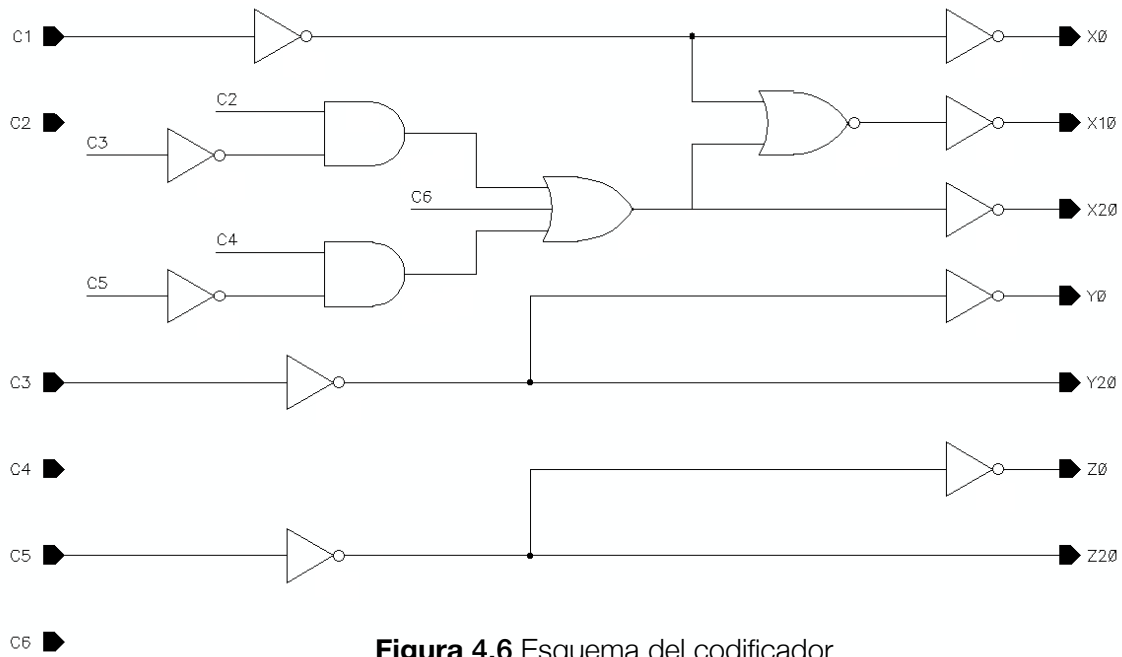 C1
X0
C2
C2
X10
C3
C6
X20
C4
C5
Y0
C3
Y20
C4
Z0
C5
Z20
C6
Figura 4.6 Esquema del codificador